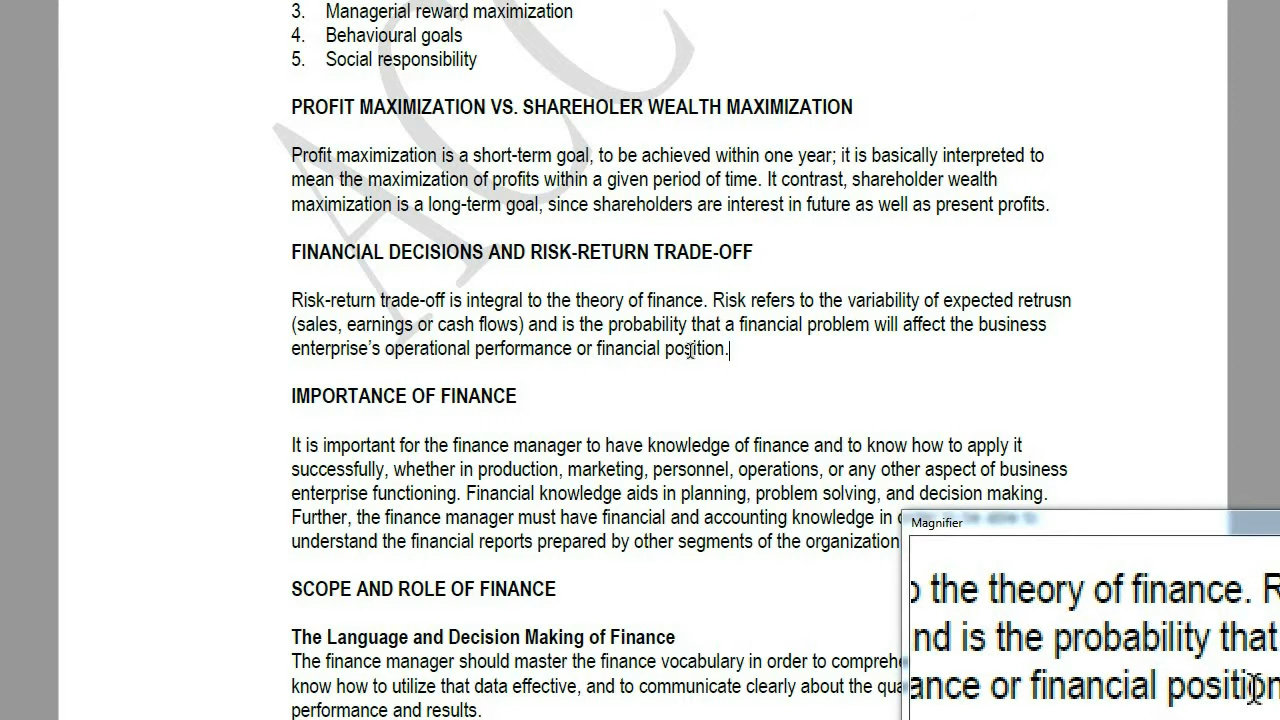 3. Managerial reward maximization
4. Behavioural goals
5. Social responsibility
PROFIT MAXIMIZATION VS. SHAREHOLER WEALTH MAXIMIZATION
Profit maximization is a short-term goal, to be achieved within one year; it is basically interpreted to
mean the maximization of profits within a given period of time. It contrast, shareholder wealth
maximization is a long-term goal, since shareholders are interest in future as well as present profits.
FINANCIAL DECISIONS AND RISK-RETURN TRADE-OFF
Risk-return trade-off is integral to the theory of finance. Risk refers to the variability of expected retrusn
(sales, earnings or cash flows) and is the probability that a financial problem will affect the business
enterprise’s operational performance or financial position.
IMPORTANCE OF FINANCE
It is important for the finance manager to have knowledge of finance and to know how to apply it
successfully, whether in production, marketing, personnel, operations, or any other aspect of business
enterprise functioning. Financial knowledge aids in planning, problem solving, and decision making.
Further, the finance manager must have financial and accounting knowledge in order to be able to
understand the financial reports prepared by other segments of the organization
SCOPE AND ROLE OF FINANCE
The Language and Decision Making of Finance
The finance manager should master the finance vocabulary in order to
know how to utilize that data effective, and to communicate clearly about the
performance and results.
Magnifier
the theory of finance.
nd is the probability that
ance or financial position
ACC